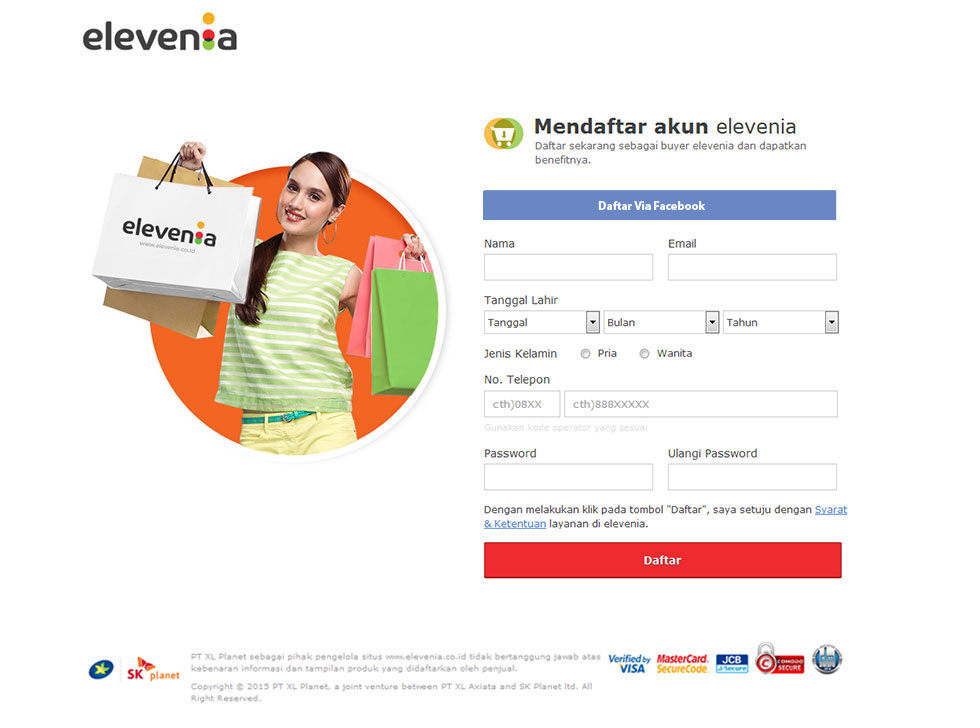 elevenia
elevenia
www.elevenia.co.id
Mendaftar akun elevenia
Daftar sekarang sebagai buyer elevenia dan dapatkan
benefitnya.
Daftar Via Facebook
Nama Email
Tanggal Lahir
Tanggal Bulan Tahun
Jenis Kelamin Pria Wanita
No. Telepon
cth)08XX cth)888XXXXX
Gunakan kode operator yang sesuai
Password Ulangi Password
Dengan melakukan klik pada tombol "Daftar", saya setuju dengan Syarat
& Ketentuan layanan di elevenia.
Daftar
PT XL Planet sebagai pihak pengelola situs www.elevenia.co.id tidak bertanggung jawab atas
kebenaran informasi dan tampilan produk yang didaftarkan oleh penjual.
Copyright © 2015 PT XL Planet, a joint venture between PT XL Axiata and SK Planet ltd. All
Right Reserved.
SK planet
Verified by
VISA
MasterCard.
SecureCode.
JCB
J/Secure
COMODO
SECURE